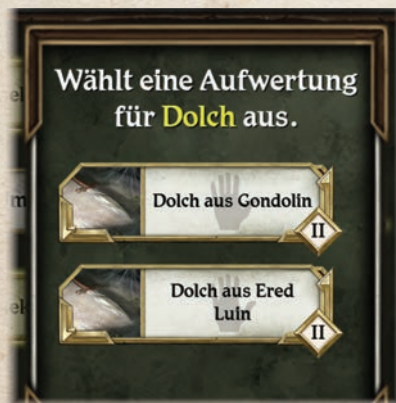 Wählt eine Aufwertung
für Dolch aus.
Dolch aus Gondolin
II
Dolch aus Ered
Luin
II